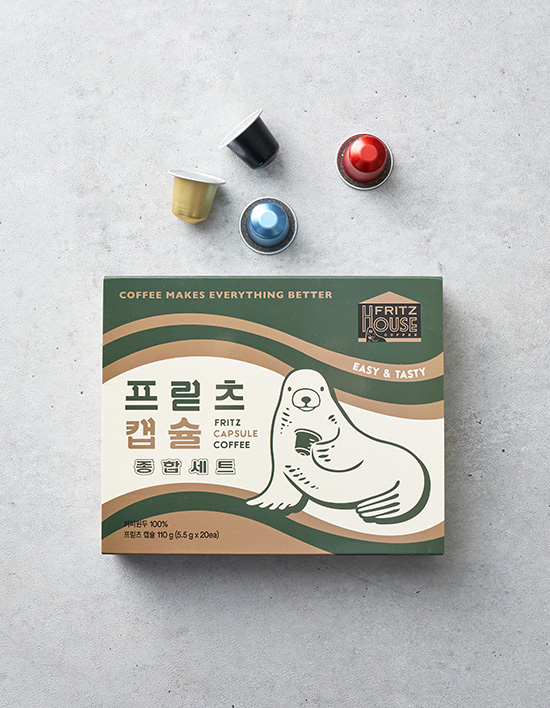 COFFEE MAKES EVERYTHING BETTER
FRITZ
HOUSE
COFFEE
EASY & TASTY
프릳츠
캡슐
FRITZ
CAPSULE
COFFEE
종합세트
커피원두 100%
프릳츠 캡슐 110 g (5.5 g x 20ea)